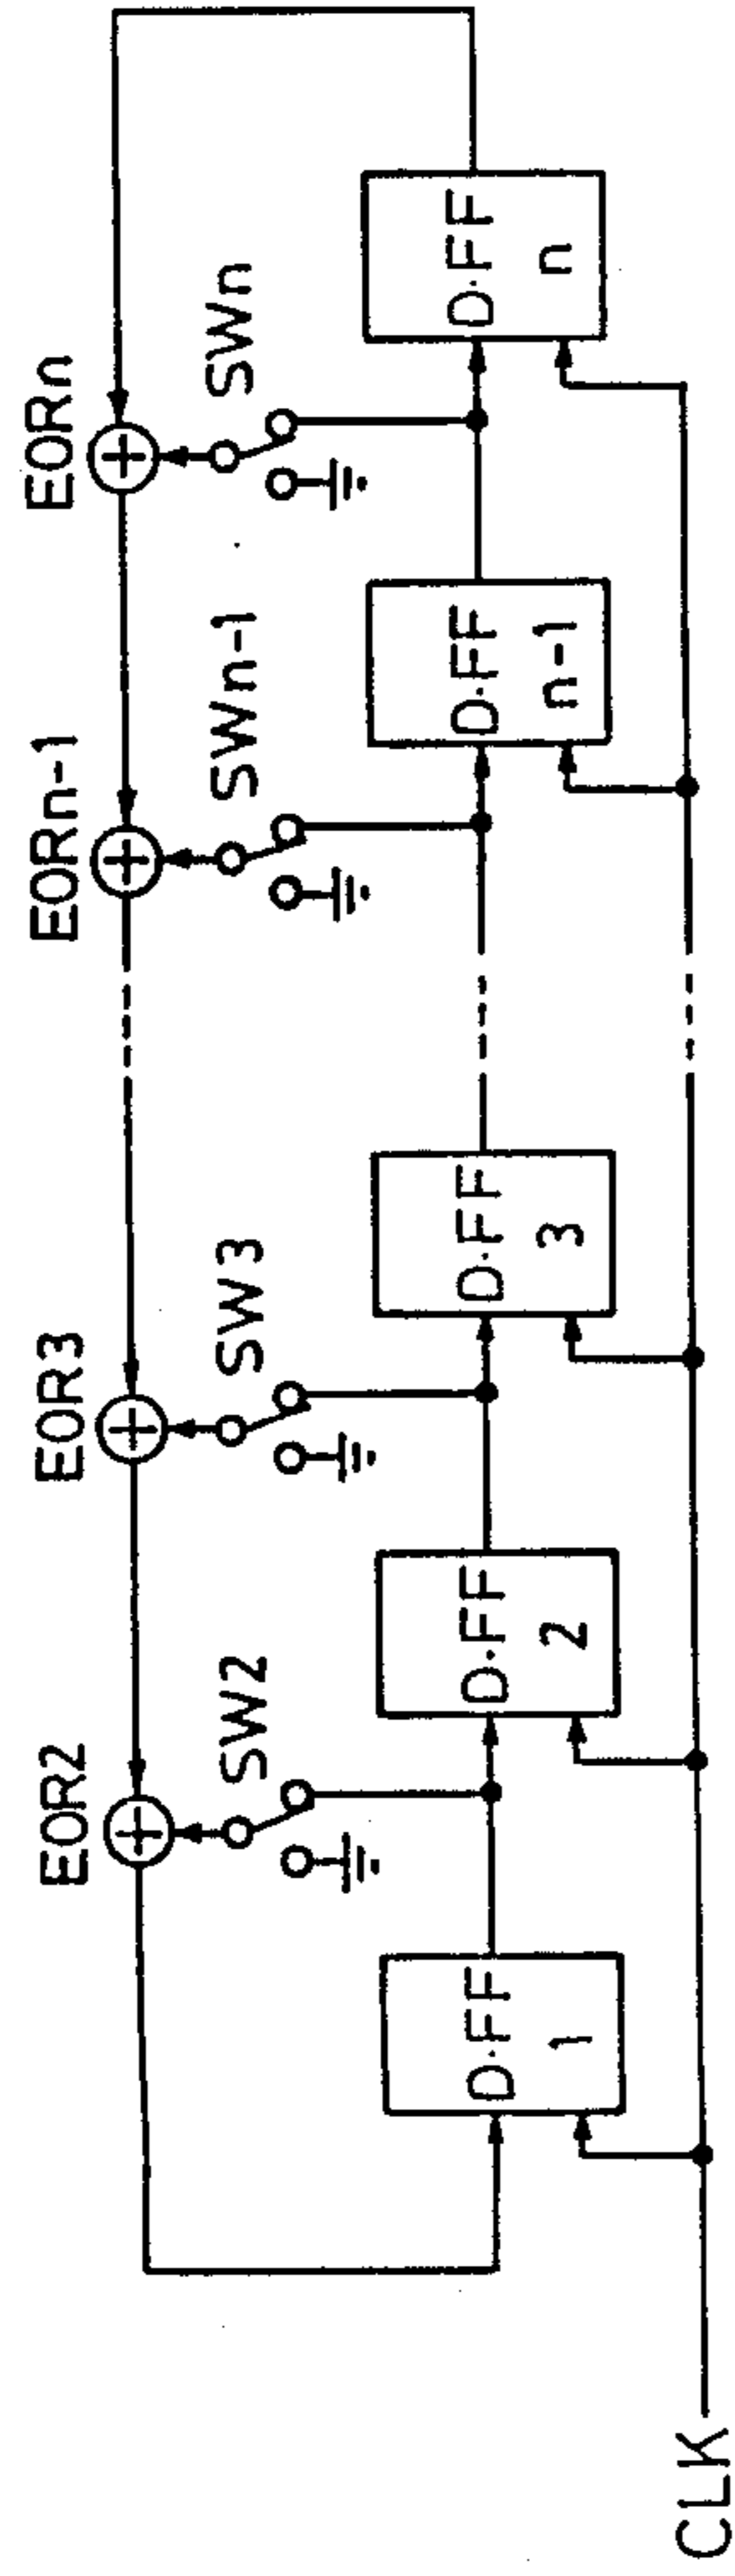 EOR2
EOR3
EORn-1
EORn
SW2
SW3
SWn-1
SWn
D·FF
1
D·FF
2
D·FF
3
D·FF
n-1
D·FF
n
CLK